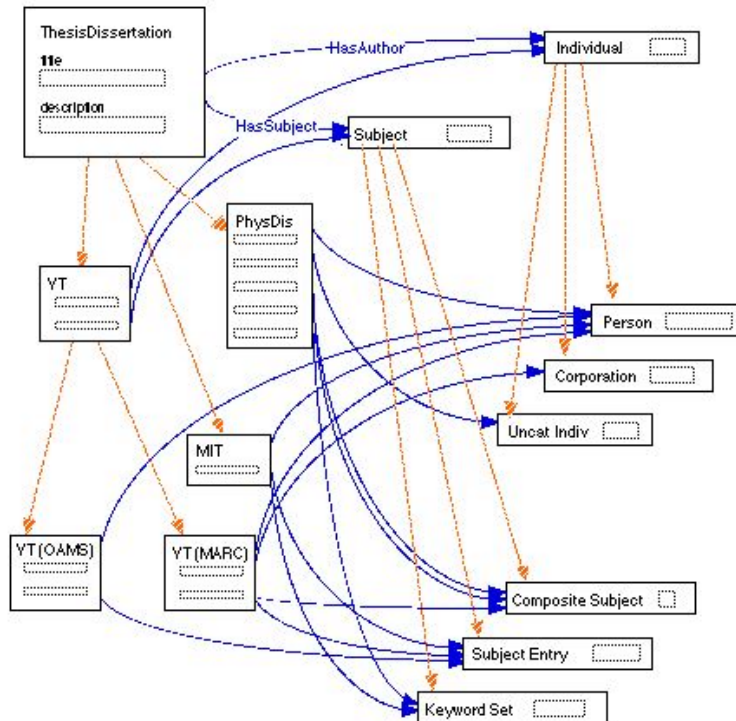 ThesisDissertation
title
description
HasAuthor
Individual
HasSubject
Subject
PhysDis
VT
Person
Corporation
Uncat Indiv
MIT
VT(OAMS)
VT(MARC)
Composite Subject
Subject Entry
Keyword Set